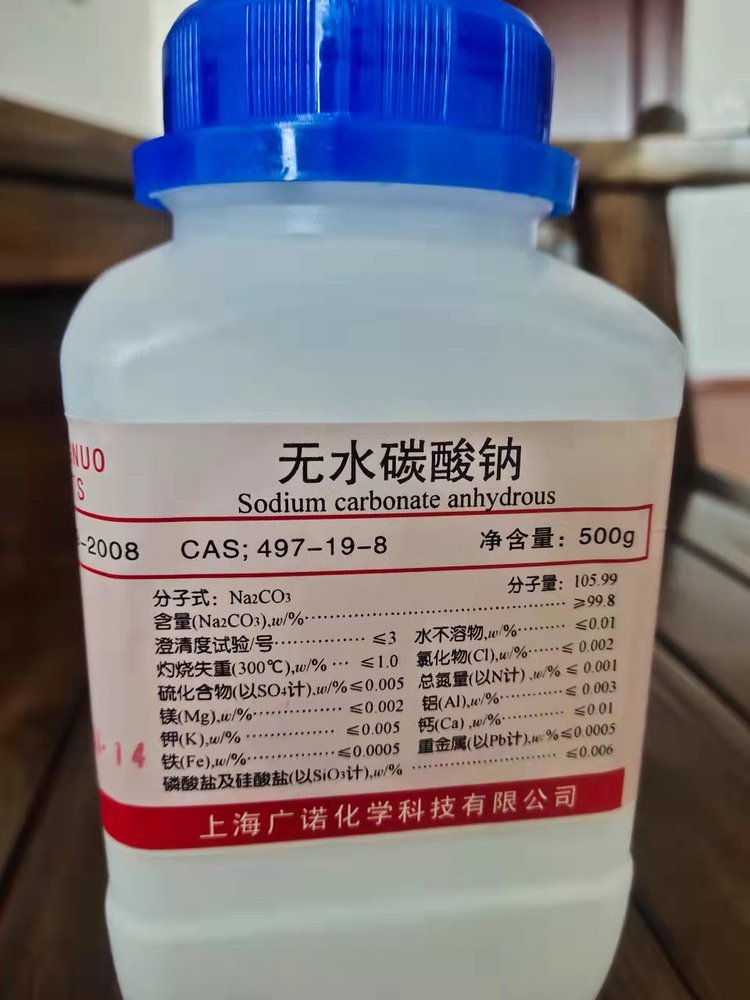 NUO
TS
无水碳酸钠
Sodium carbonate anhydrous
-2008 CAS; 497-19-8 净含量：500g
分子式：Na2CO3 分子量：105.99
含量(Na2CO3),w/%·················· ≥99.8
澄清度试验/号············ ≤3 水不溶物,w/%········ ≤0.01
灼烧失重(300℃),w/% ··· ≤1.0 氯化物(Cl),w/%······≤ 0.002
硫化合物(以SO4计),w/%≤0.005 总氮量(以N计) ,w/% ≤ 0.001
镁(Mg),w/%············· ≤0.002 铝(Al),w/%·········· ≤ 0.003
钾(K),w/% ············· ≤0.005 钙(Ca) ,w/%········ ≤0.01
铁(Fe),w/%·············≤0.0005 重金属(以Pb计),w/%≤0.0005
磷酸盐及硅酸盐(以SiO3计),w/% ·················· ≤0.006
14
上海广诺化学科技有限公司